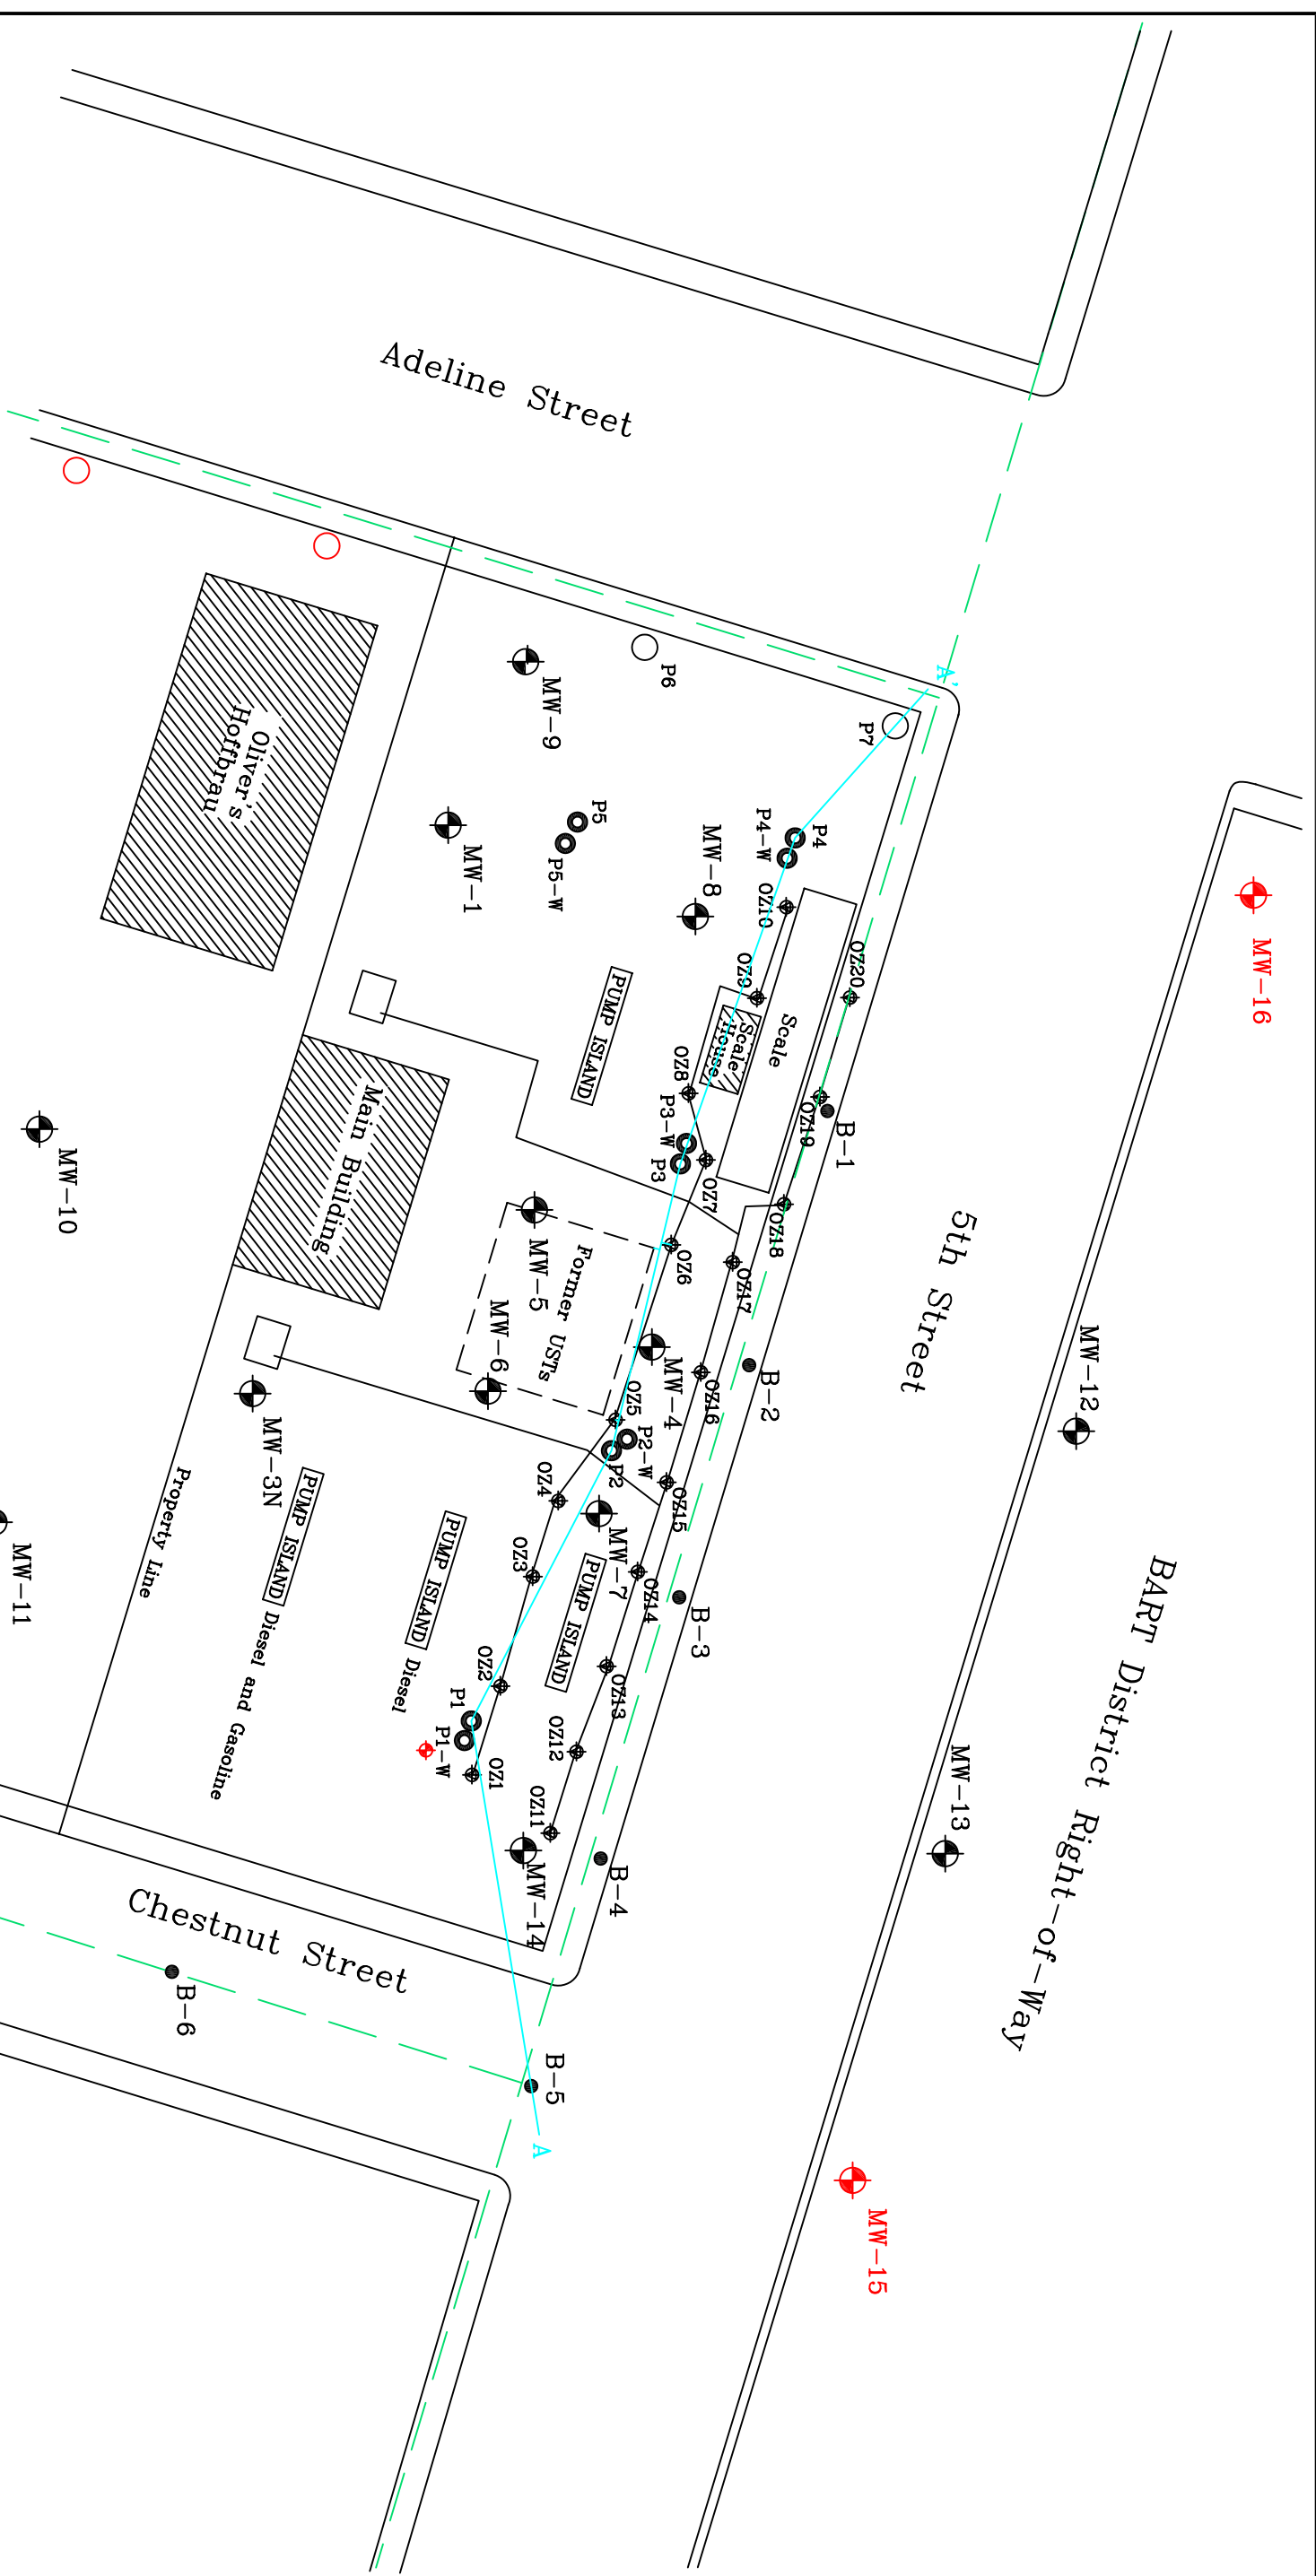 Adeline Street
5th Street
BART District Right-of-Way
Chestnut Street
MW-16
MW-12
MW-13
MW-15
A'
P7
P6
MW-9
P5
P5-W
MW-1
P4
P4-W
MW-8
OZ10
OZ9
OZ20
Scale
Scale
House
OZ8
OZ19
B-1
P3-W
P3
OZ7
OZ18
OZ6
OZ17
PUMP ISLAND
Oliver's
Hoffbrau
Main Building
MW-10
MW-5
Former USTs
MW-6
MW-4
OZ16
B-2
OZ5
P2-W
P2
OZ15
OZ4
MW-7
OZ14
B-3
OZ3
PUMP ISLAND
OZ13
OZ2
OZ12
P1
P1-W
OZ1
OZ11
MW-14
B-4
PUMP ISLAND
Diesel
PUMP ISLAND
Diesel and Gasoline
MW-3N
Property Line
MW-11
B-6
B-5
A